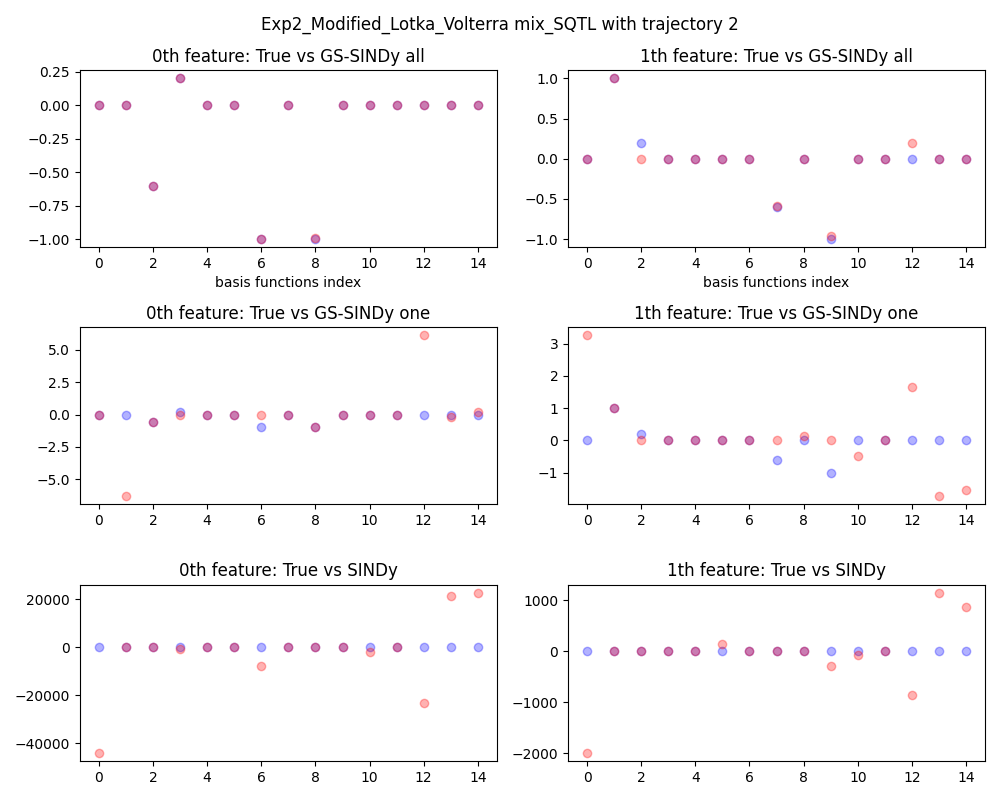 Exp2_Modified_Lotka_Volterra mix_SQTL with trajectory 2
0th feature: True vs GS-SINDy all
1th feature: True vs GS-SINDy all
0.25
0.00
−0.25
−0.50
−0.75
−1.00
0 2 4 6 8 10 12 14
basis functions index
1.0
0.5
0.0
−0.5
−1.0
0 2 4 6 8 10 12 14
basis functions index
0th feature: True vs GS-SINDy one
1th feature: True vs GS-SINDy one
5.0
2.5
0.0
−2.5
−5.0
0 2 4 6 8 10 12 14
3
2
1
0
−1
0 2 4 6 8 10 12 14
0th feature: True vs SINDy
1th feature: True vs SINDy
20000
0
−20000
−40000
0 2 4 6 8 10 12 14
1000
0
−1000
−2000
0 2 4 6 8 10 12 14